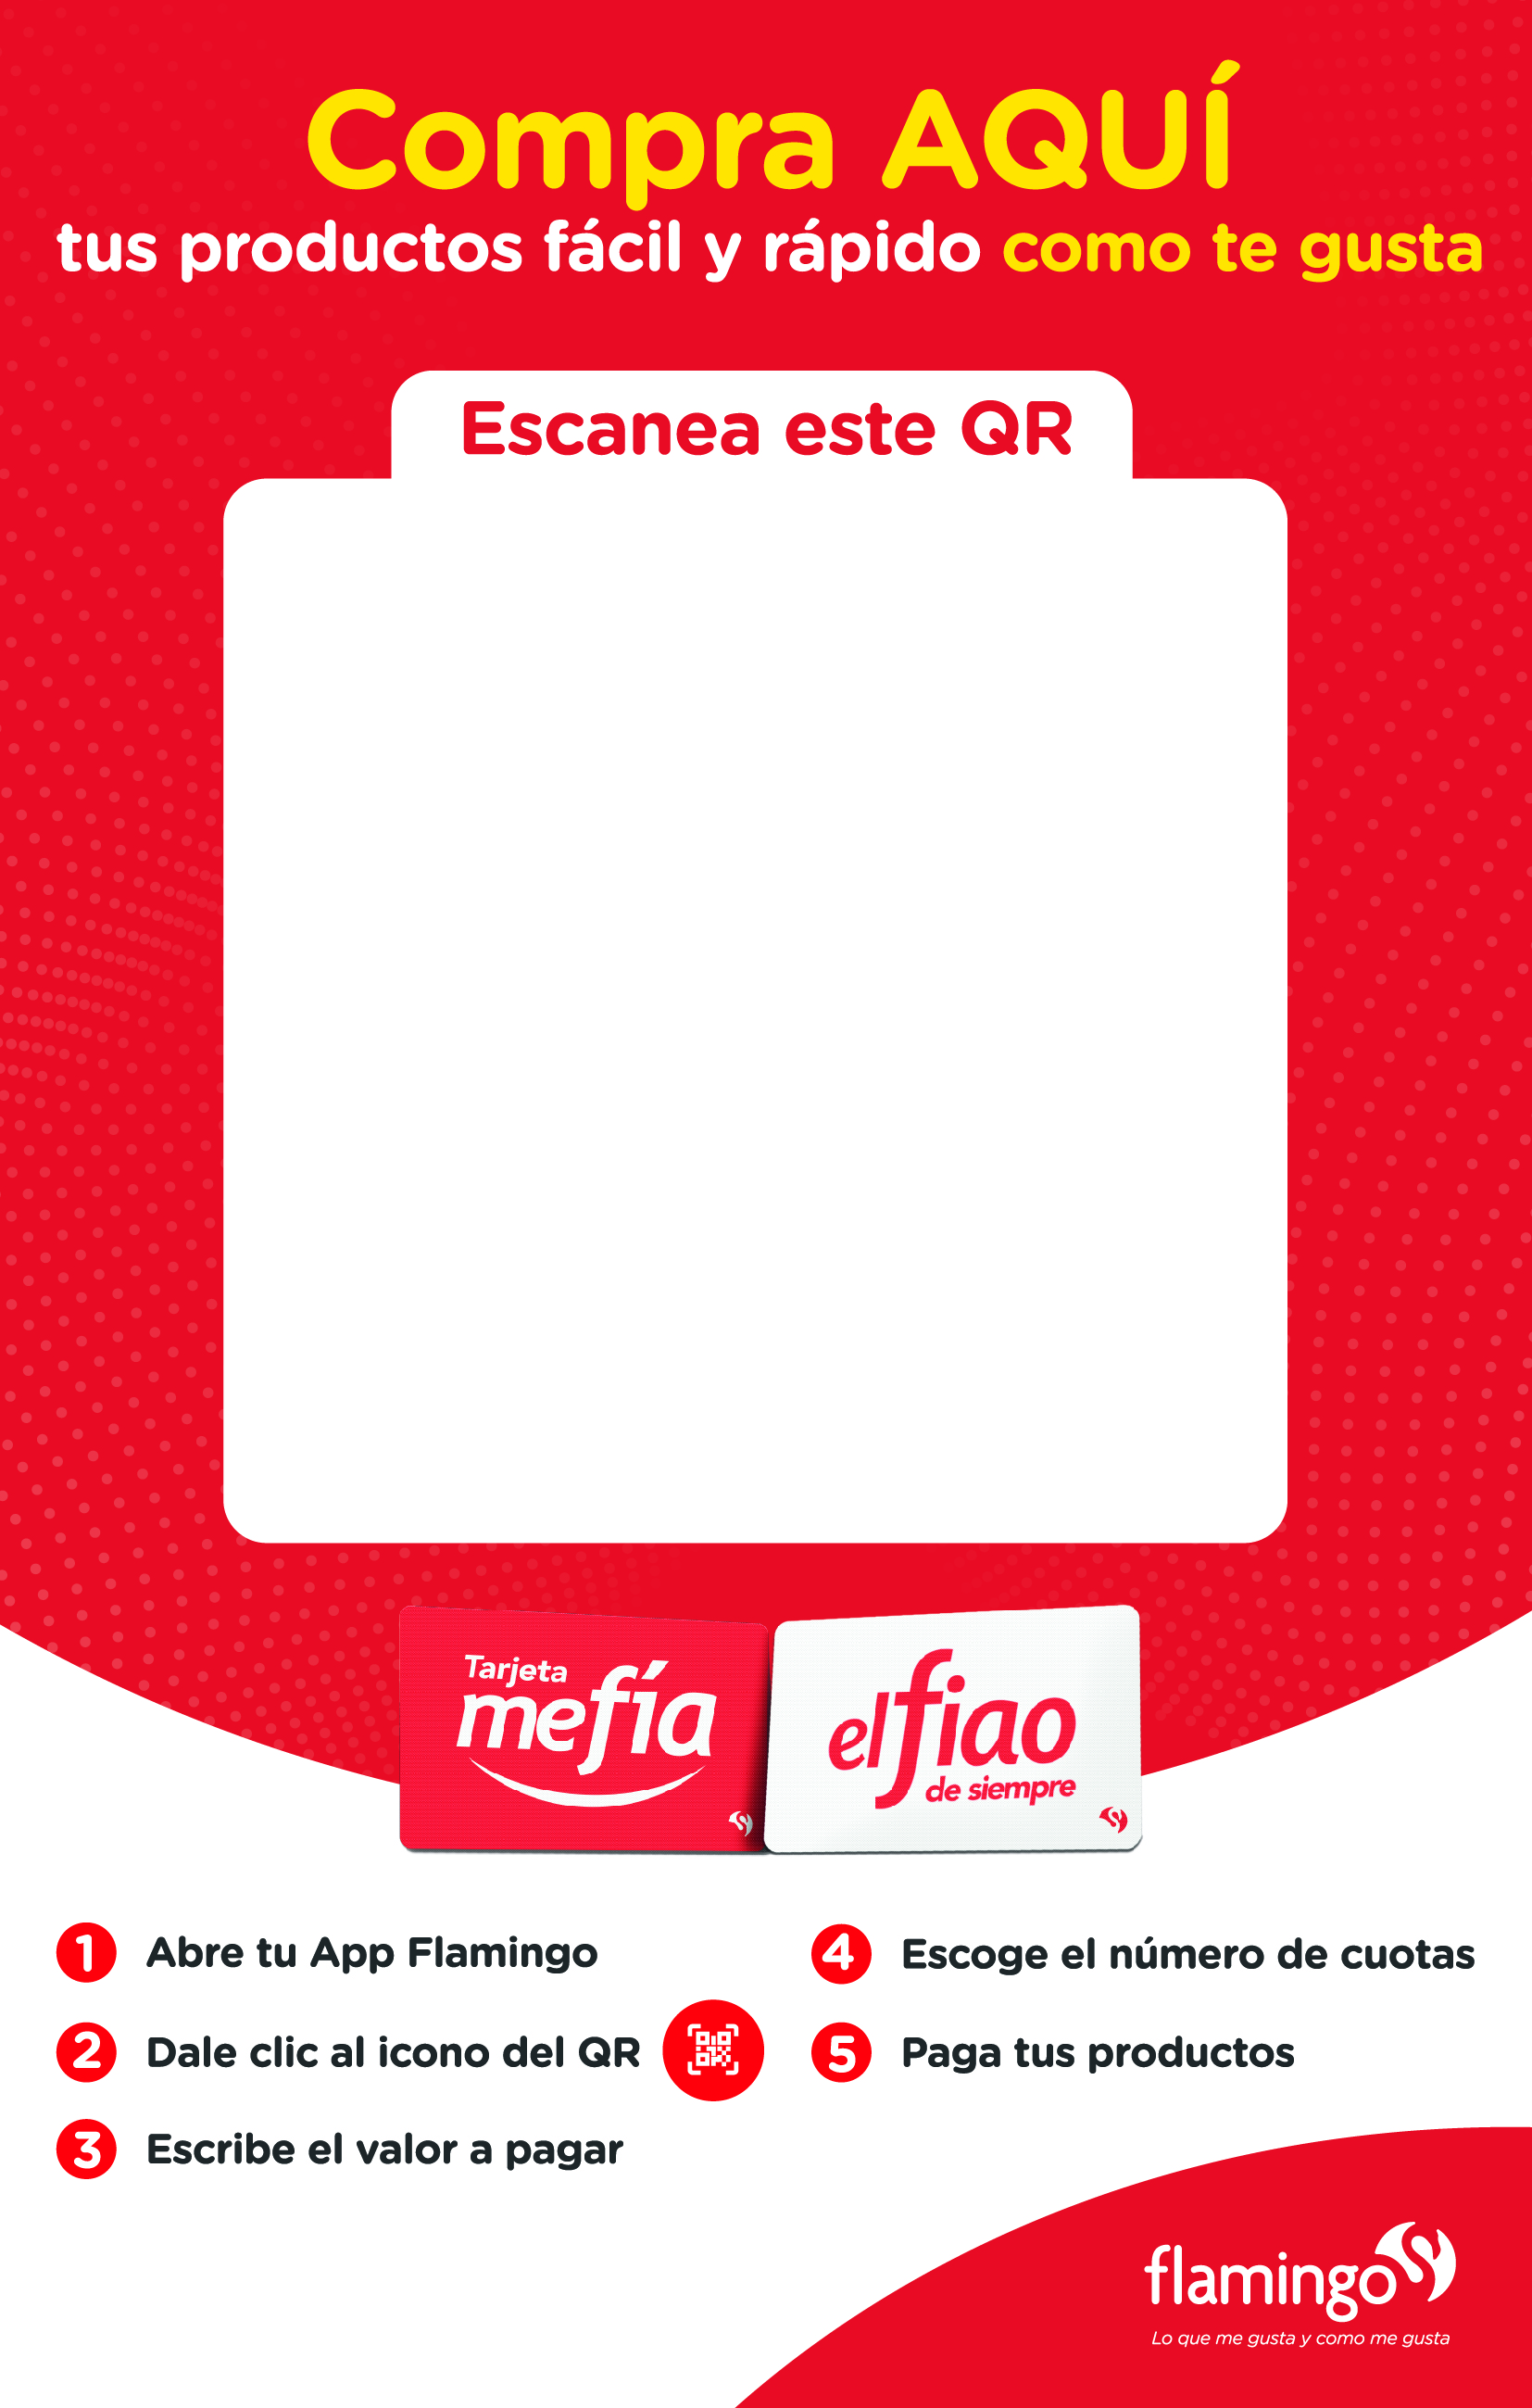 Compra AQUÍ
tus productos fácil y rápido como te gusta
Escanea este QR
Tarjeta
mefía
elfiao
de siempre
1 Abre tu App Flamingo
2 Dale clic al icono del QR
3 Escribe el valor a pagar
4 Escoge el número de cuotas
5 Paga tus productos
flamingo
Lo que me gusta y como me gusta